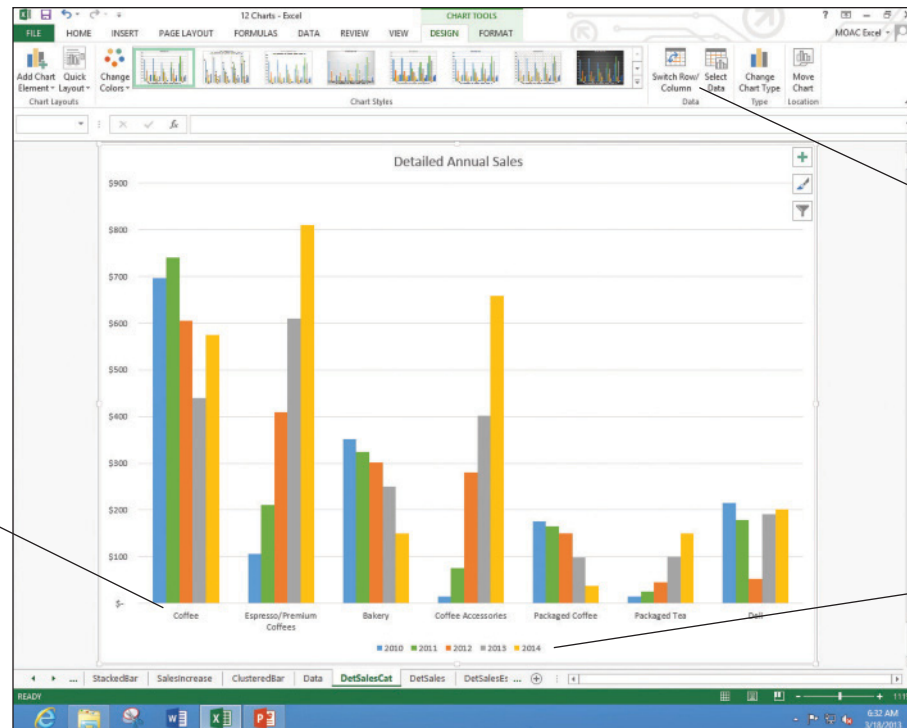 12 Charts - Excel
CHART TOOLS
FILE HOME INSERT PAGE LAYOUT FORMULAS DATA REVIEW VIEW DESIGN FORMAT
MOAC Excel
Add Chart Element
Quick Layout
Change Colors
Switch Row/ Column
Select Data
Change Chart Type
Move Chart
Chart Layouts
Chart Styles
Data
Type
Location
fx
Detailed Annual Sales
$900
$800
$700
$600
$500
$400
$300
$200
$100
$-
Coffee
Espresso/Premium
Coffees
Bakery
Coffee Accessories
Packaged Coffee
Packaged Tea
Deli
2010 2011 2012 2013 2014
... StackedBar SalesIncrease ClusteredBar Data DetSalesCat DetSales ...
READY
6:32 AM